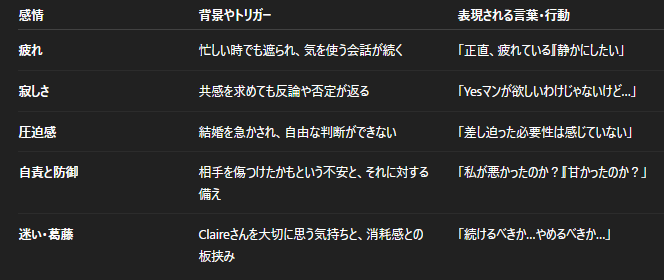 感情 背景やトリガー 表現される言葉・行動
疲れ 忙しい時でも遮られ、気を使う会話が続く 「正直、疲れている」「静かにしたい」
寂しさ 共感を求めても反論や否定が返る 「Yesマンが欲しいわけじゃないけど…」
圧迫感 結婚を急かされ、自由な判断ができない 「差し迫った必要性は感じていない」
自責と防御 相手を傷つけたかもという不安と、それに対する 「私が悪かったのか？」「甘かったのか？」
備え
迷い・葛藤 Claireさんを大切に思う気持ちと、消耗感との 「続けるべきか…やめるべきか…」
板挟み